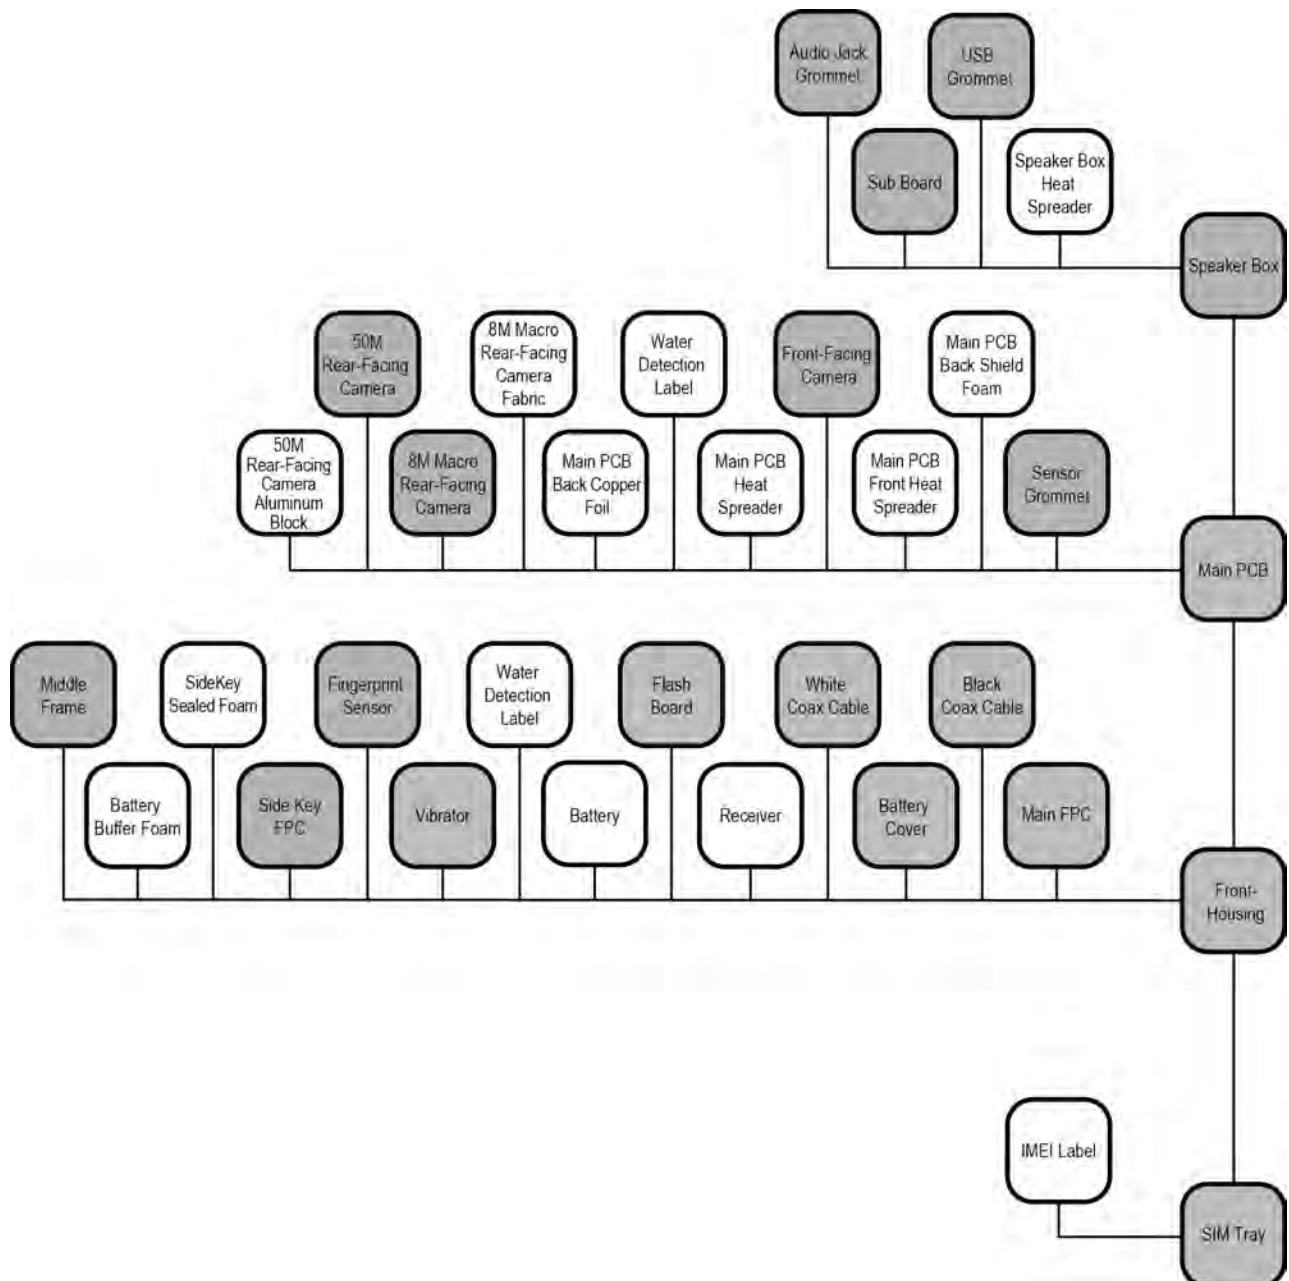 Audio Jack
Grommet
USB
Grommet
Sub Board
Speaker Box
Heat
Spreader
Speaker Box
50M
Rear-Facing
Camera
8M Macro
Rear-Facing
Camera
Fabric
Water
Detection
Label
Front-Facing
Camera
Main PCB
Back Shield
Foam
50M
Rear-Facing
Camera
Aluminum
Block
8M Macro
Rear-Facing
Camera
Main PCB
Back Copper
Foil
Main PCB
Heat
Spreader
Main PCB
Front Heat
Spreader
Sensor
Grommet
Main PCB
Middle
Frame
SideKey
Sealed Foam
Fingerprint
Sensor
Water
Detection
Label
Flash
Board
White
Coax Cable
Black
Coax Cable
Battery
Buffer Foam
Side Key
FPC
Vibrator
Battery
Receiver
Battery
Cover
Main FPC
Front-
Housing
IMEI Label
SIM Tray